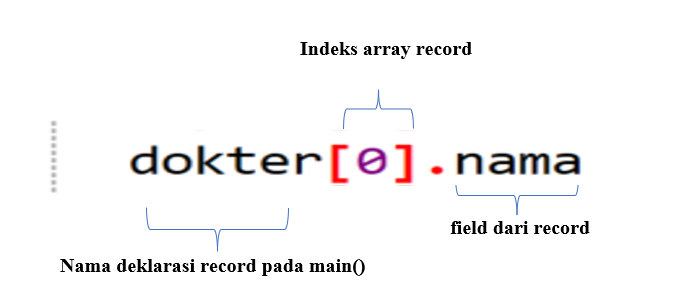 Indeks array record
dokter[0].nama
field dari record
Nama deklarasi record pada main()